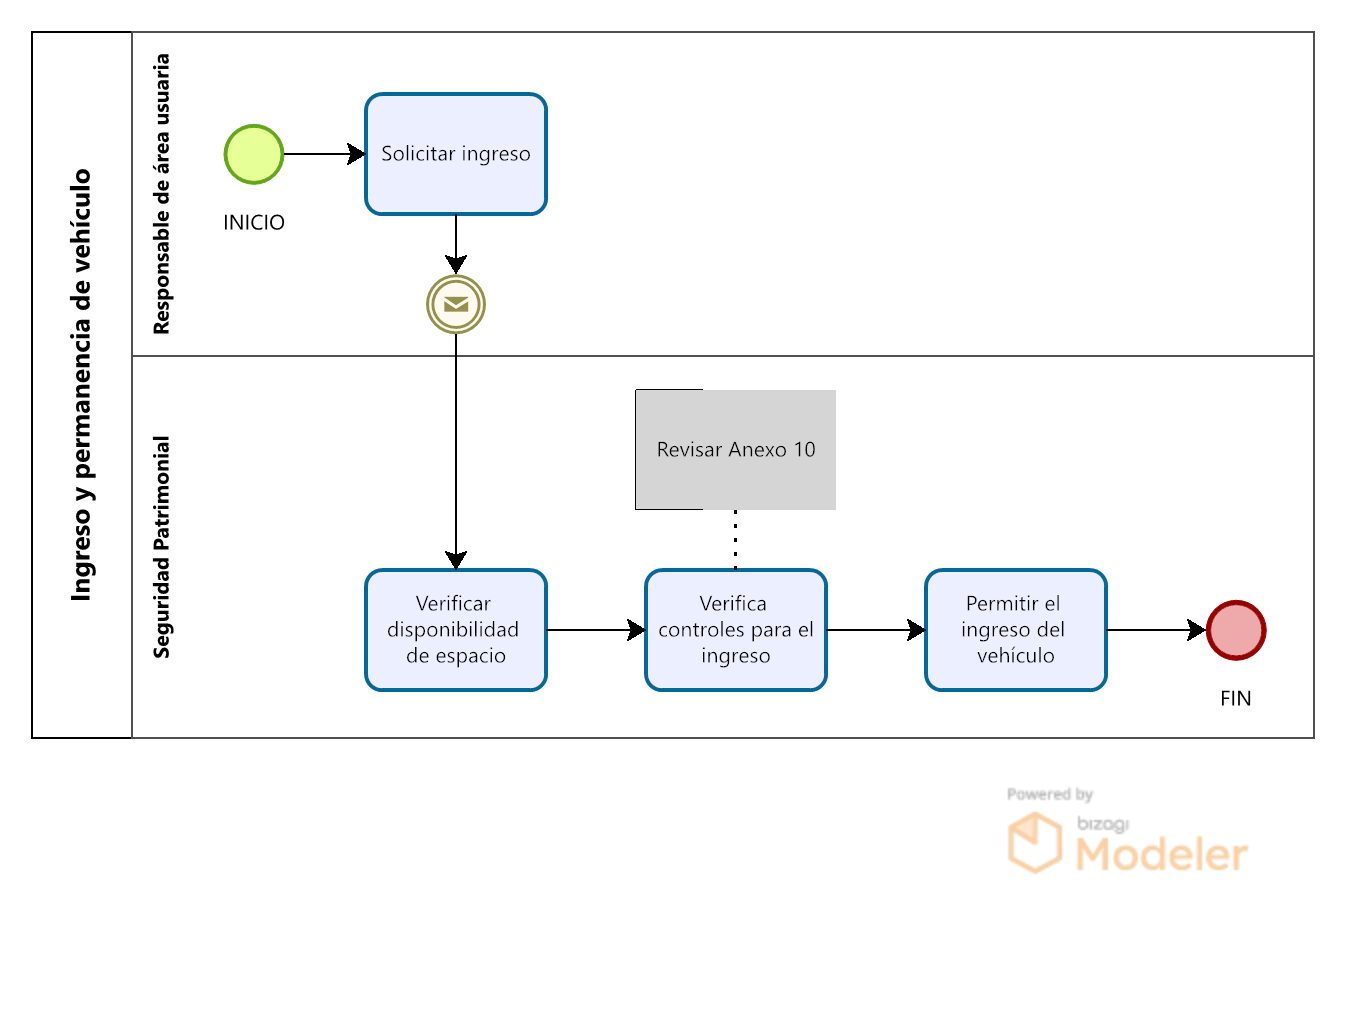 Ingreso y permanencia de vehículo
Responsable de área usuaria
INICIO
Solicitar ingreso
Seguridad Patrimonial
Revisar Anexo 10
Verificar
disponibilidad
de espacio
Verifica
controles para el
ingreso
Permitir el
ingreso del
vehículo
FIN
Powered by
bizagi
Modeler